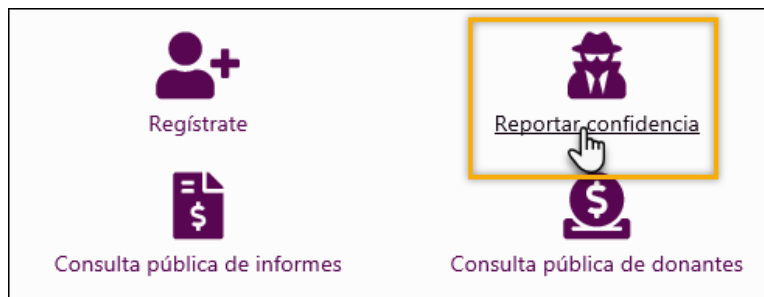 Regístrate
Reportar confidencia
Consulta pública de informes
Consulta pública de donantes